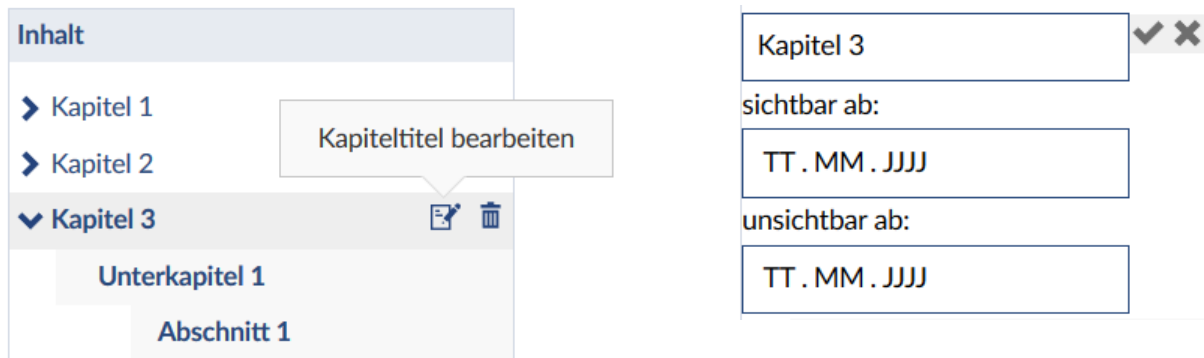 Inhalt
Kapitel 1
Kapitel 2
Kapiteltitel bearbeiten
Kapitel 3
Unterkapitel 1
Abschnitt 1
Kapitel 3
sichtbar ab:
TT . MM . JJJJ
unsichtbar ab:
TT . MM . JJJJ